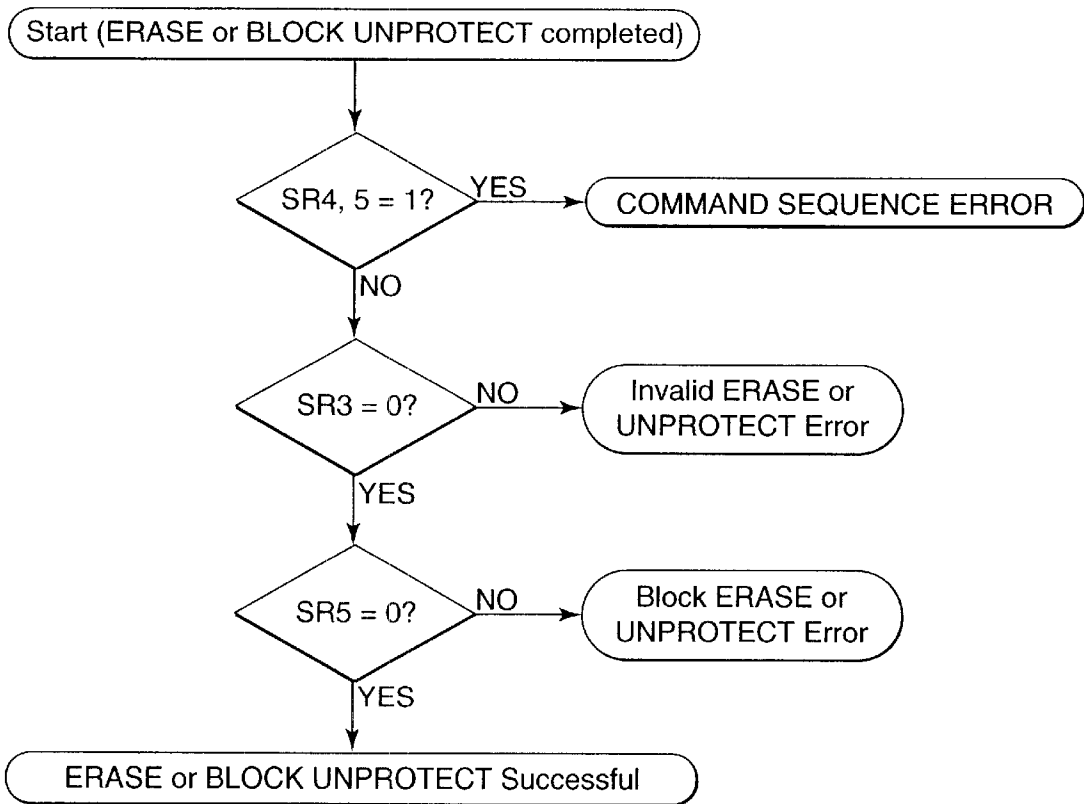 Start (ERASE or BLOCK UNPROTECT completed)
SR4, 5 = 1?
YES
COMMAND SEQUENCE ERROR
NO
SR3 = 0?
NO
Invalid ERASE or
UNPROTECT Error
YES
SR5 = 0?
NO
Block ERASE or
UNPROTECT Error
YES
ERASE or BLOCK UNPROTECT Successful